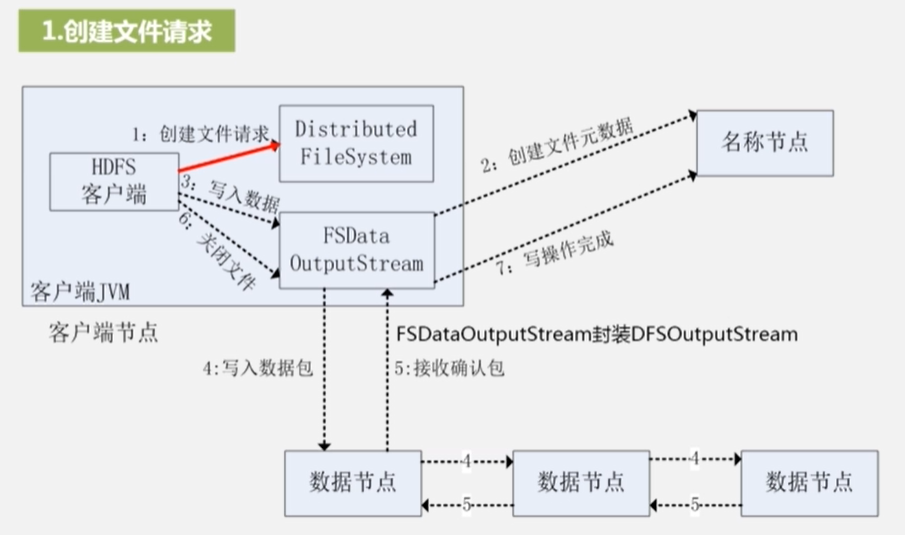 1.创建文件请求
1：创建文件请求
Distributed
FileSystem
2：创建文件元数据
名称节点
HDFS
客户端
3：写入数据
6：关闭文件
FSData
OutputStream
7：写操作完成
客户端JVM
客户端节点
FSDataOutputStream封装DFSOutputStream
4:写入数据包
5:接收确认包
数据节点
4
5
数据节点
4
5
数据节点